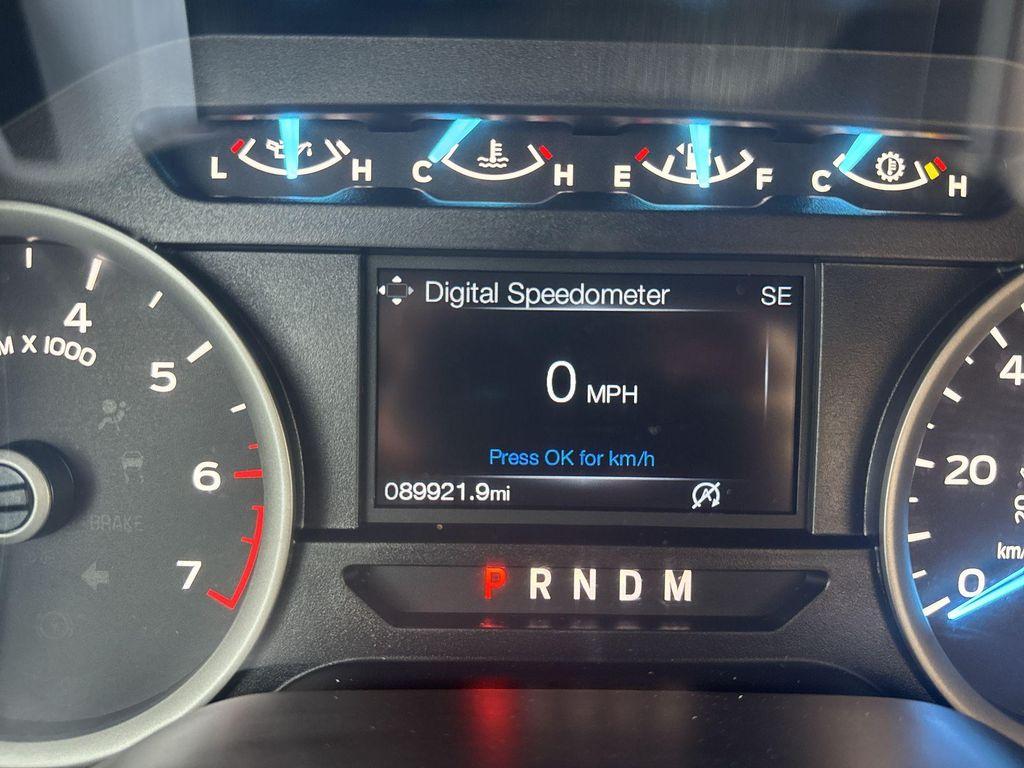 L H C H E F C H
Digital Speedometer SE
4
M X 1000
5
0 MPH
4
6
20
Press OK for km/h
089921.9mi
BRAKE
20
km/
7
P R N D M
0